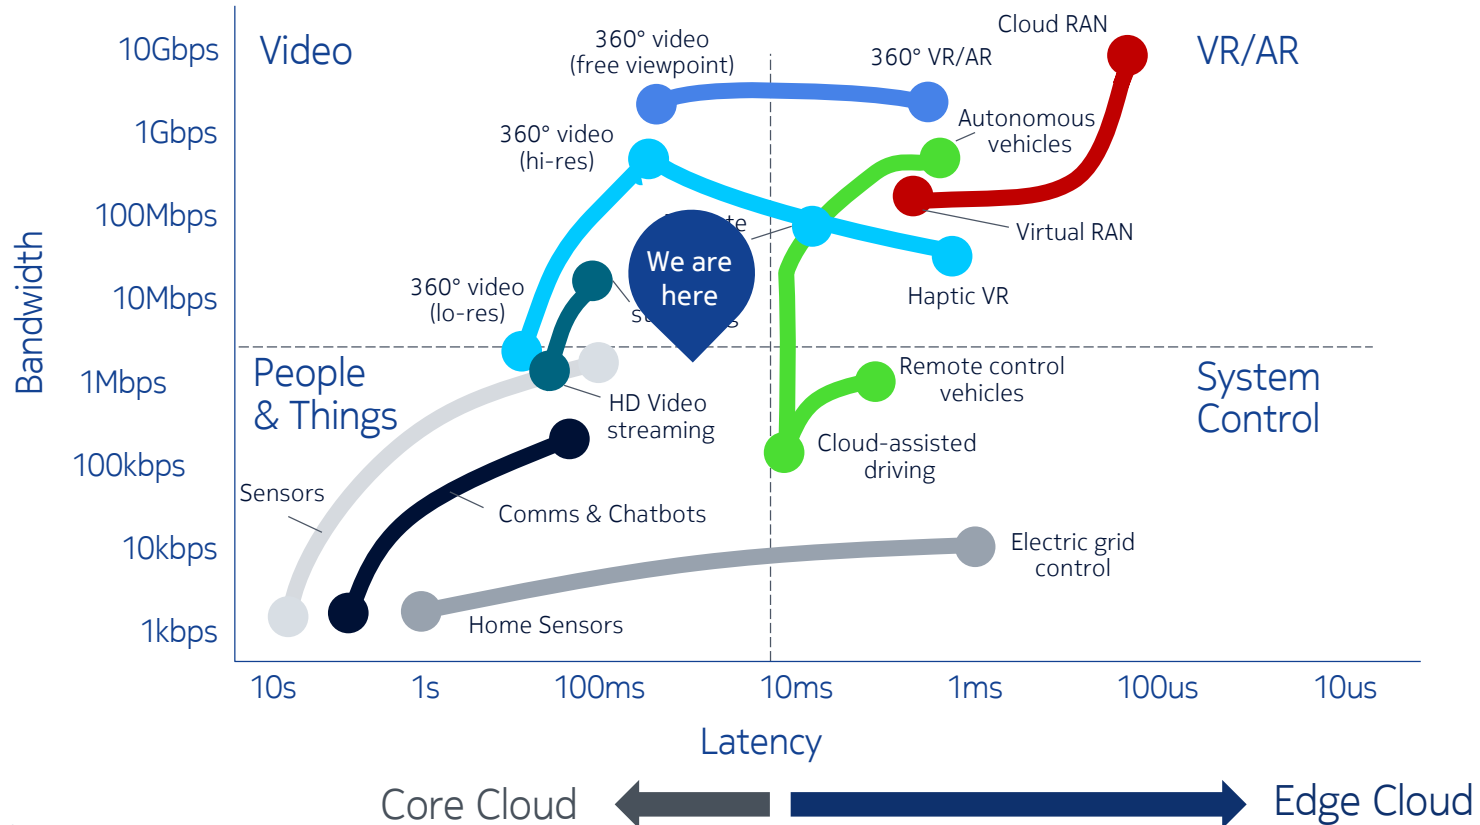 10Gbps
1Gbps
100Mbps
10Mbps
1Mbps
100kbps
10kbps
1kbps
Bandwidth
Video
VR/AR
People
& Things
System
Control
360° video
(free viewpoint)
360° VR/AR
Cloud RAN
360° video
(hi-res)
Autonomous
vehicles
Virtual RAN
We are
here
360° video
(lo-res)
Haptic VR
HD Video
streaming
Remote control
vehicles
Cloud-assisted
driving
Sensors
Comms & Chatbots
Electric grid
control
Home Sensors
10s
1s
100ms
10ms
1ms
100us
10us
Latency
Core Cloud
Edge Cloud